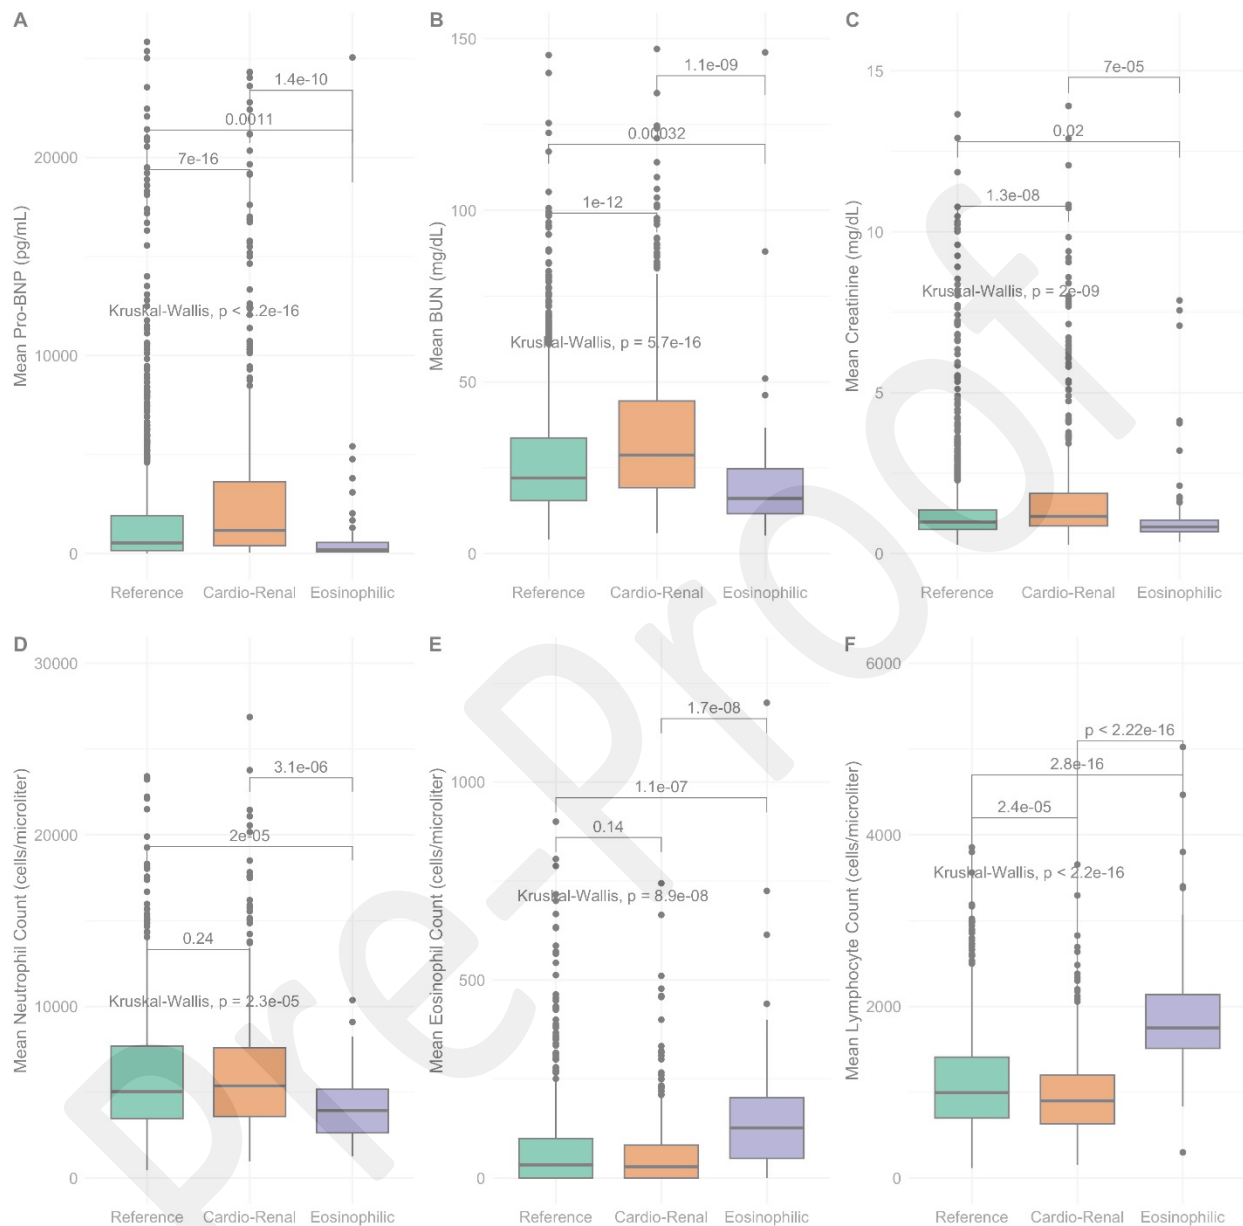 A
Mean Pro-BNP (pg/mL)
20000
10000
0
1.4e-10
0.0011
7e-16
Kruskal-Wallis, p < 2.2e-16
Reference Cardio-Renal Eosinophilic
B
Mean BUN (mg/dL)
150
100
50
0
1.1e-09
0.00032
1e-12
Kruskal-Wallis, p = 5.7e-16
Reference Cardio-Renal Eosinophilic
C
Mean Creatinine (mg/dL)
15
10
5
0
7e-05
0.02
1.3e-08
Kruskal-Wallis, p = 2e-09
Reference Cardio-Renal Eosinophilic
D
Mean Neutrophil Count (cells/microliter)
30000
20000
10000
0
3.1e-06
2e-05
0.24
Kruskal-Wallis, p = 2.3e-05
Reference Cardio-Renal Eosinophilic
E
Mean Eosinophil Count (cells/microliter)
1000
500
0
1.7e-08
1.1e-07
0.14
Kruskal-Wallis, p = 8.9e-08
Reference Cardio-Renal Eosinophilic
F
Mean Lymphocyte Count (cells/microliter)
6000
4000
2000
0
p < 2.22e-16
2.8e-16
2.4e-05
Kruskal-Wallis, p < 2.2e-16
Reference Cardio-Renal Eosinophilic
Pre-Proof